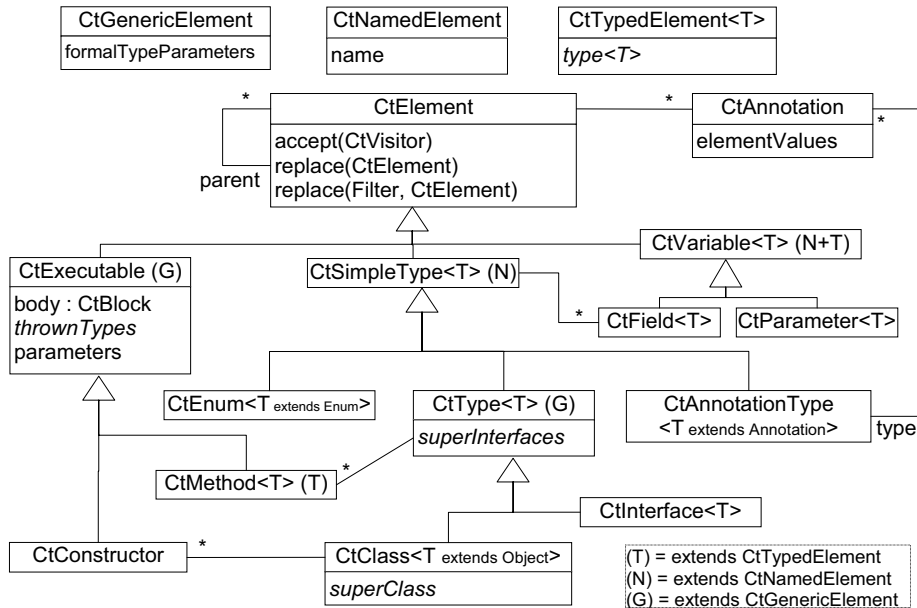 CtGenericElement
formalTypeParameters
CtNamedElement
name
CtTypedElement<T>
type<T>
*
CtElement
accept(CtVisitor)
replace(CtElement)
replace(Filter, CtElement)
parent
*
CtAnnotation
elementValues
*
CtExecutable (G)
body : CtBlock
thrownTypes
parameters
CtSimpleType<T> (N)
CtVariable<T> (N+T)
*
CtField<T>
CtParameter<T>
CtEnum<T extends Enum>
CtType<T> (G)
superInterfaces
CtAnnotationType
<T extends Annotation>
type
CtMethod<T> (T)
*
CtInterface<T>
CtConstructor
*
CtClass<T extends Object>
superClass
(T) = extends CtTypedElement
(N) = extends CtNamedElement
(G) = extends CtGenericElement